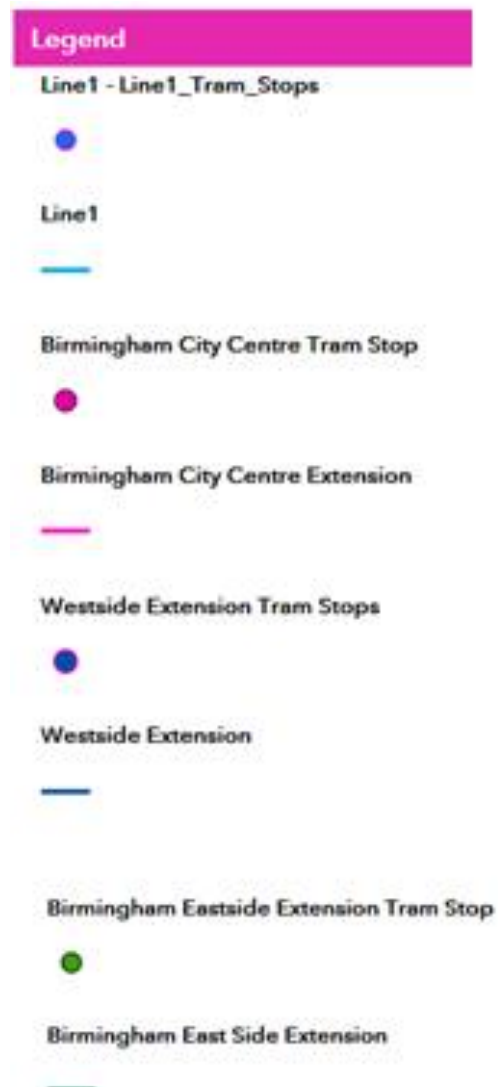 Legend
Line1 - Line1_Tram_Stops
Line1
Birmingham City Centre Tram Stop
Birmingham City Centre Extension
Westside Extension Tram Stops
Westside Extension
Birmingham Eastside Extension Tram Stop
Birmingham East Side Extension